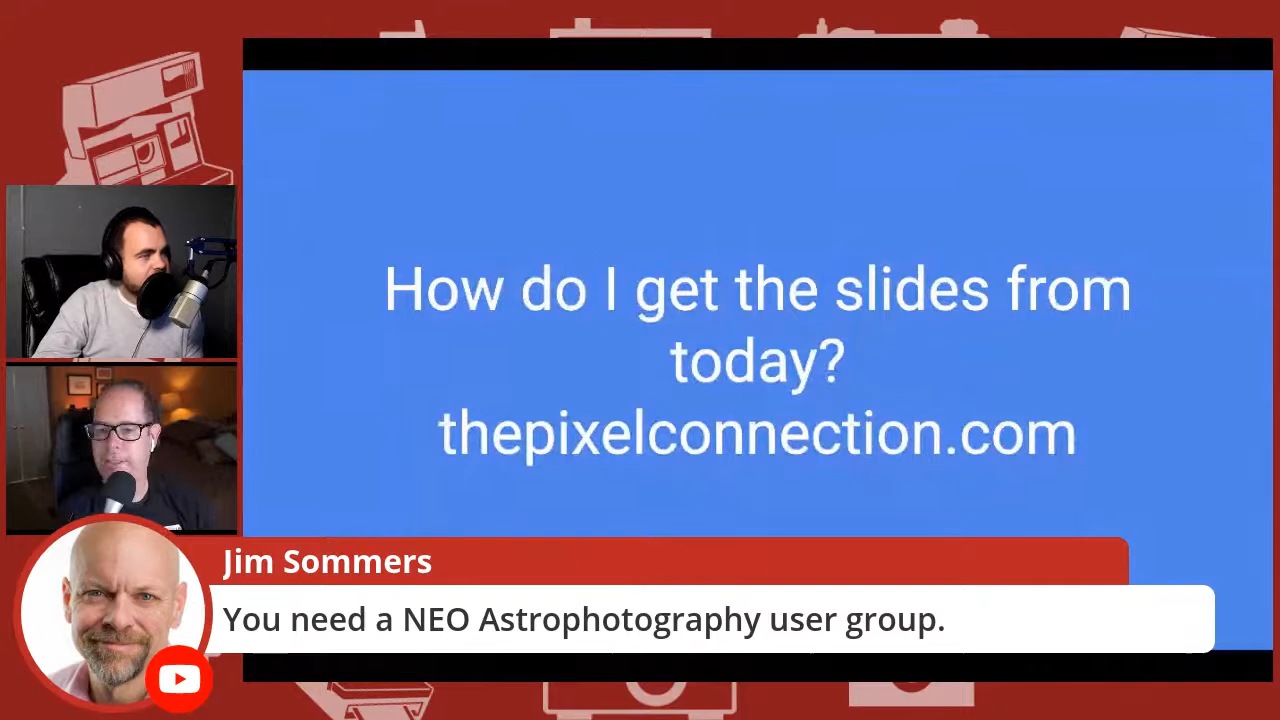 How do I get the slides from
today?
thepixelconnection.com
Jim Sommers
You need a NEO Astrophotography user group.